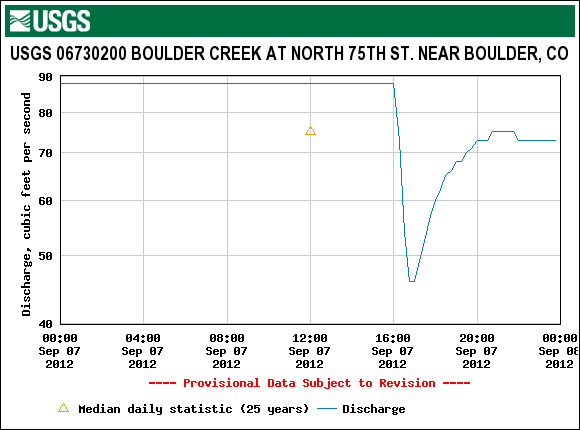 USGS
USGS 06730200 BOULDER CREEK AT NORTH 75TH ST. NEAR BOULDER, CO
Discharge, cubic feet per second
90
80
70
60
50
40
00:00 04:00 08:00 12:00 16:00 20:00 00:00
Sep 07 Sep 07 Sep 07 Sep 07 Sep 07 Sep 07 Sep 08
2012 2012 2012 2012 2012 2012 2012
---- Provisional Data Subject to Revision ----
Median daily statistic (25 years) Discharge